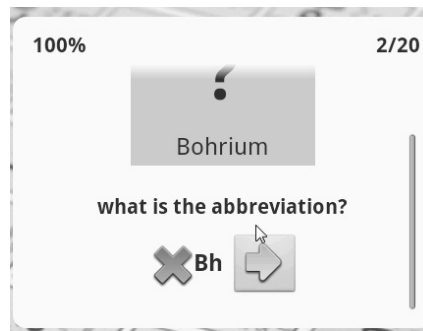 100% 2/20
?
Bohrium
what is the abbreviation?
Bh